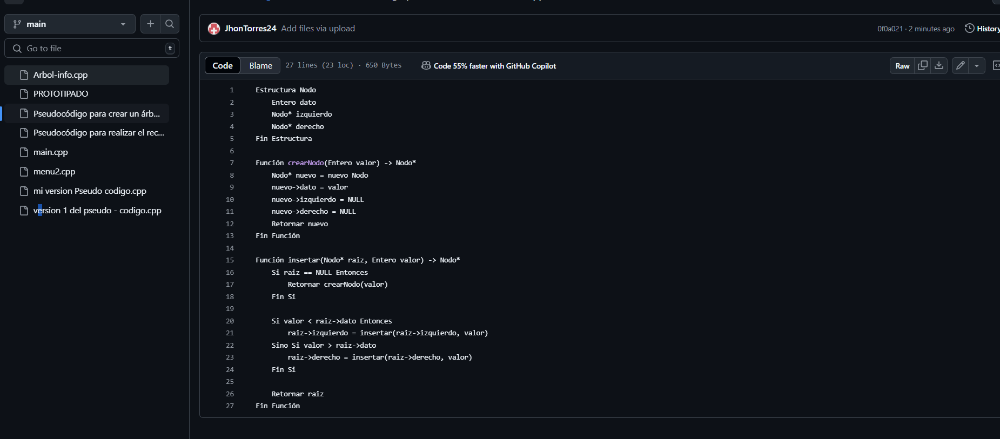 main
Go to file
t
Arbol-info.cpp
PROTOTIPADO
Pseudocódigo para crear un árb...
Pseudocódigo para realizar el rec...
main.cpp
menu2.cpp
mi version Pseudo codigo.cpp
version 1 del pseudo - codigo.cpp
JhonTorres24 Add files via upload
0f0a021 · 2 minutes ago
History
Code Blame 27 lines (23 loc) · 650 Bytes
Code 55% faster with GitHub Copilot
Raw
1 Estructura Nodo
2 Entero dato
3 Nodo* izquierdo
4 Nodo* derecho
5 Fin Estructura
6
7 Función crearNodo(Entero valor) -> Nodo*
8 Nodo* nuevo = nuevo Nodo
9 nuevo->dato = valor
10 nuevo->izquierdo = NULL
11 nuevo->derecho = NULL
12 Retornar nuevo
13 Fin Función
14
15 Función insertar(Nodo* raiz, Entero valor) -> Nodo*
16 Si raiz == NULL Entonces
17 Retornar crearNodo(valor)
18 Fin Si
19
20 Si valor < raiz->dato Entonces
21 raiz->izquierdo = insertar(raiz->izquierdo, valor)
22 Sino Si valor > raiz->dato
23 raiz->derecho = insertar(raiz->derecho, valor)
24 Fin Si
25
26 Retornar raiz
27 Fin Función